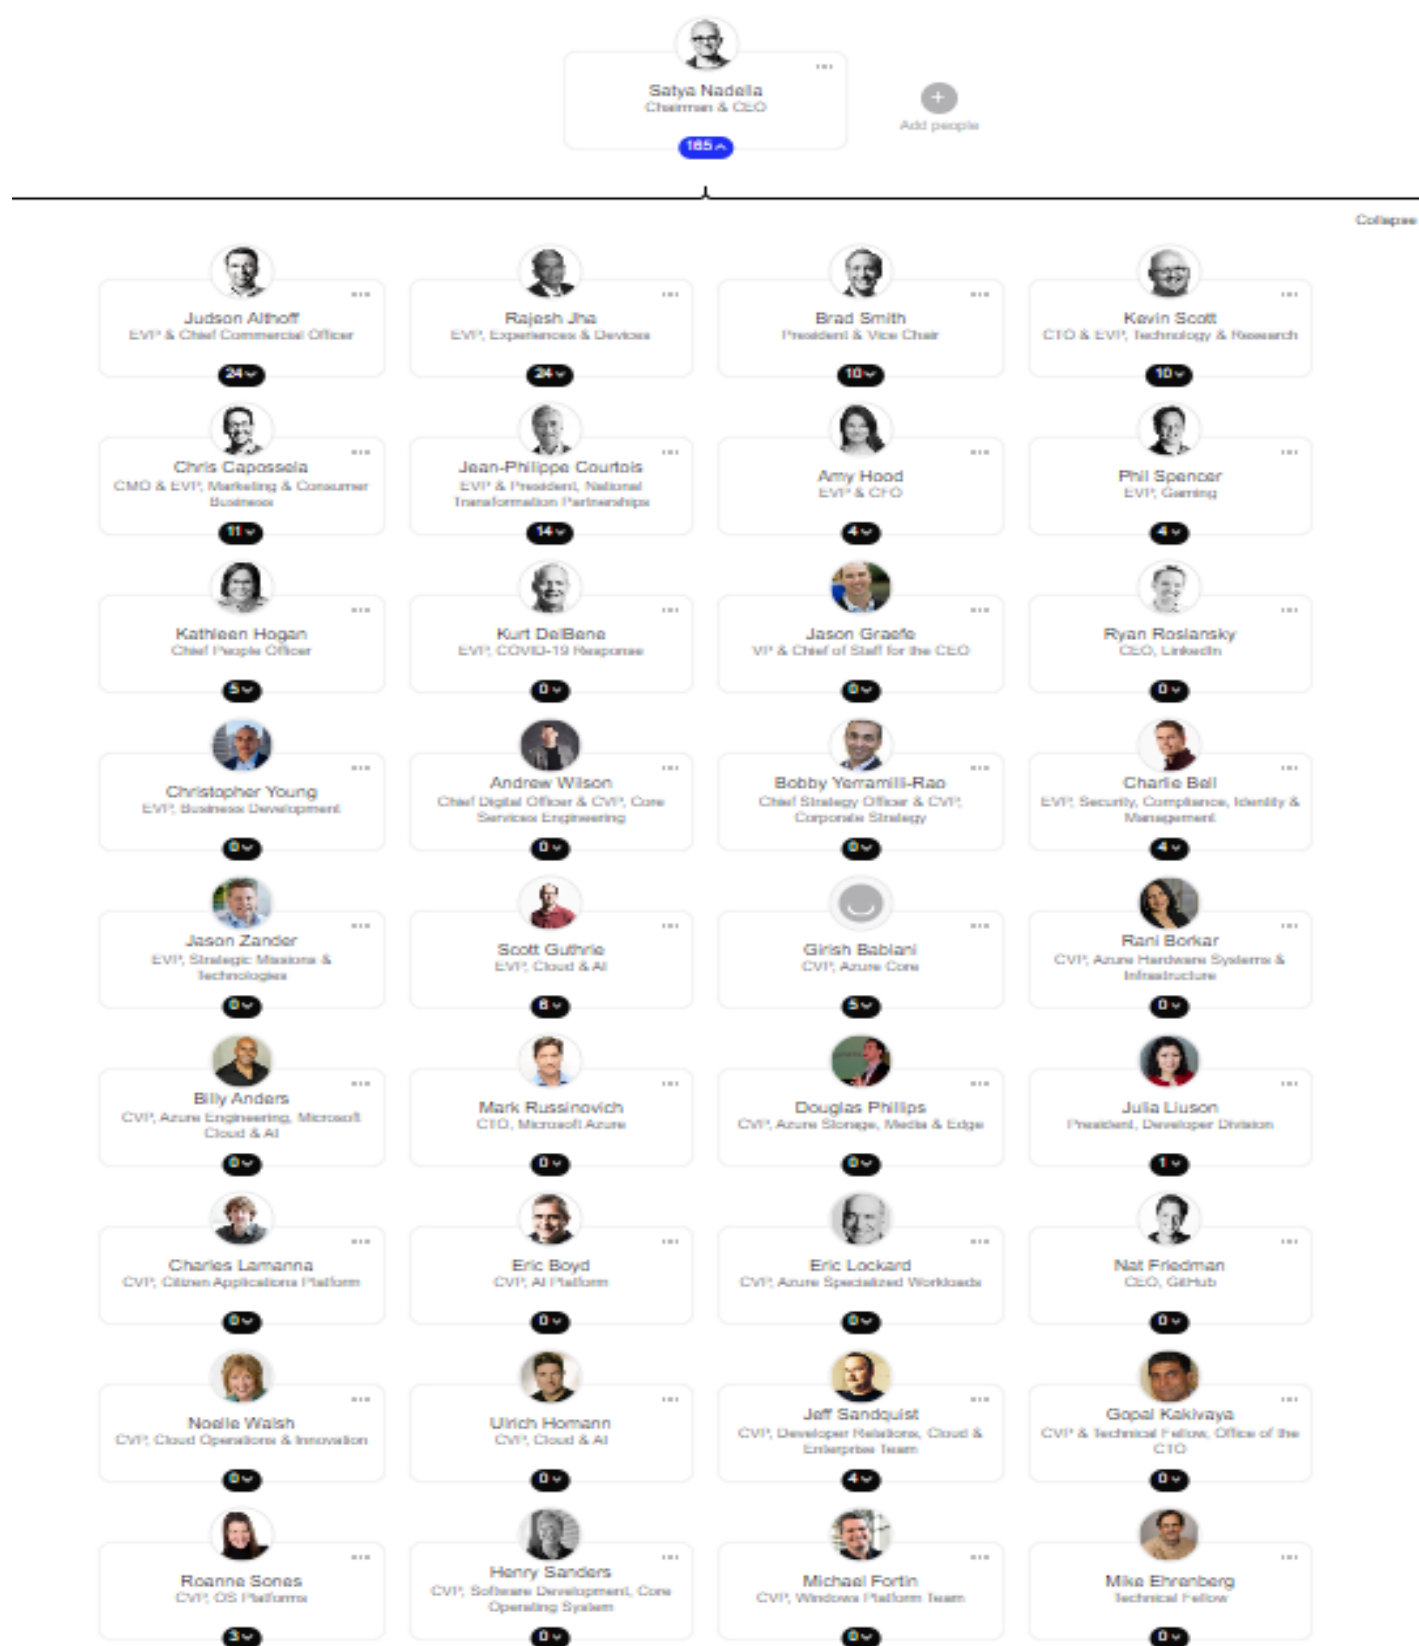 Satya Nadella
Chairman & CEO
165
Add people
Collapse
Judson Althoff
EVP & Chief Commercial Officer
24
Rajesh Jha
EVP, Experiences & Devices
24
Brad Smith
President & Vice Chair
10
Kevin Scott
CTO & EVP, Technology & Research
10
Chris Capossela
CMO & EVP, Marketing & Consumer
Business
11
Jean-Philippe Courtois
EVP & President, National
Transformation Partnerships
14
Amy Hood
EVP & CFO
4
Phil Spencer
EVP, Gaming
4
Kathleen Hogan
Chief People Officer
5
Kurt DelBene
EVP, COVID-19 Response
0
Jason Graefe
VP & Chief of Staff for the CEO
0
Ryan Roslansky
CEO, LinkedIn
0
Christopher Young
EVP, Business Development
0
Andrew Wilson
Chief Digital Officer & CVP, Core
Services Engineering
0
Bobby Yerramilli-Rao
Chief Strategy Officer & CVP,
Corporate Strategy
0
Charlie Bell
EVP, Security, Compliance, Identity &
Management
4
Jason Zander
EVP, Strategic Missions &
Technologies
0
Scott Guthrie
EVP, Cloud & AI
6
Girish Bablani
CVP, Azure Core
5
Rani Borkar
CVP, Azure Hardware Systems &
Infrastructure
0
Billy Anders
CVP, Azure Engineering, Microsoft
Cloud & AI
0
Mark Russinovich
CTO, Microsoft Azure
0
Douglas Phillips
CVP, Azure Storage, Media & Edge
0
Julia Liuson
President, Developer Division
1
Charles Lamanna
CVP, Citizen Applications Platform
0
Eric Boyd
CVP, AI Platform
0
Eric Lockard
CVP, Azure Specialized Workloads
0
Nat Friedman
CEO, GitHub
0
Noelle Walsh
CVP, Cloud Operations & Innovation
0
Ulrich Homann
CVP, Cloud & AI
0
Jeff Sandquist
CVP, Developer Relations, Cloud &
Enterprise Team
4
Gopal Kakivaya
CVP & Technical Fellow, Office of the
CTO
0
Roanne Sones
CVP, OS Platforms
3
Henry Sanders
CVP, Software Development, Core
Operating System
0
Michael Fortin
CVP, Windows Platform Team
0
Mike Ehrenberg
Technical Fellow
0